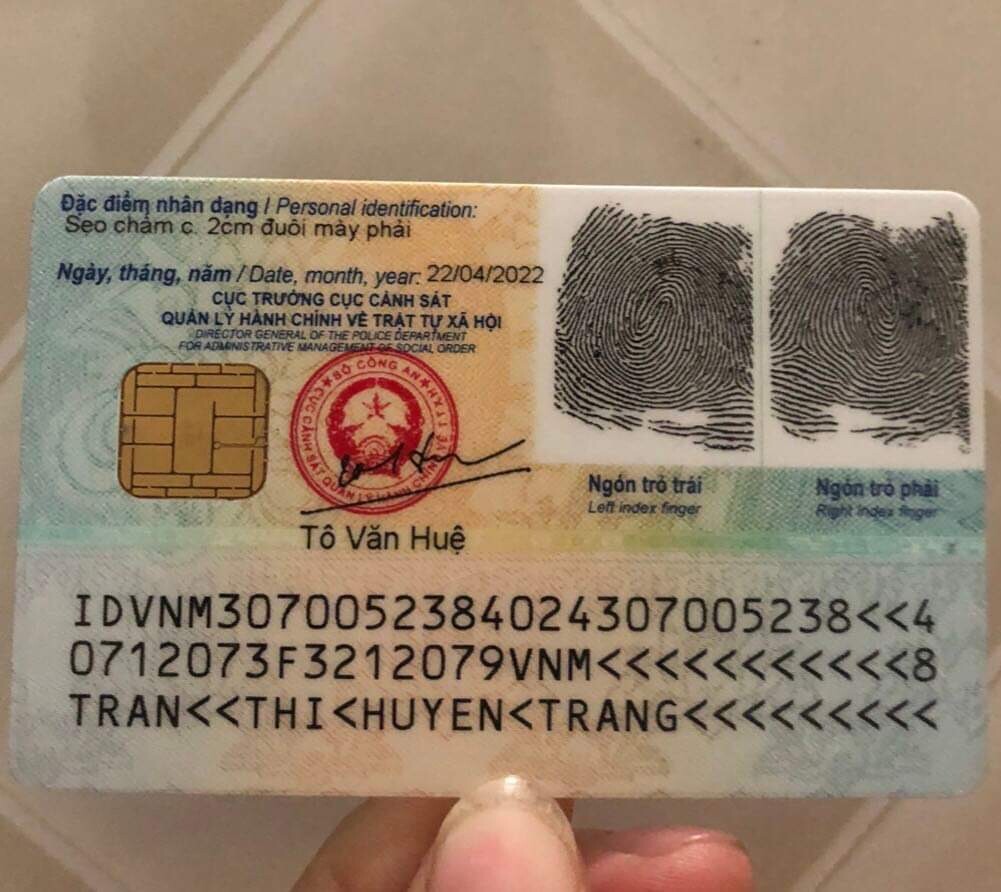 Đặc điểm nhân dạng / Personal identification:
Sẹo chấm c. 2cm đuôi mày phải
Ngày, tháng, năm / Date, month, year: 22/04/2022
CỤC TRƯỞNG CỤC CẢNH SÁT
QUẢN LÝ HÀNH CHÍNH VỀ TRẬT TỰ XÃ HỘI
DIRECTOR GENERAL OF THE POLICE DEPARTMENT
FOR ADMINISTRATIVE MANAGEMENT OF SOCIAL ORDER
BỘ CÔNG AN
Tô Văn Huệ
Ngón trỏ trái
Left index finger
Ngón trỏ phải
Right index finger
IDVNM3070052384024307005238<<4
0712073F3212079VNM<<<<<<<<<<<8
TRAN<<THI<HUYEN<TRANG<<<<<<<<<